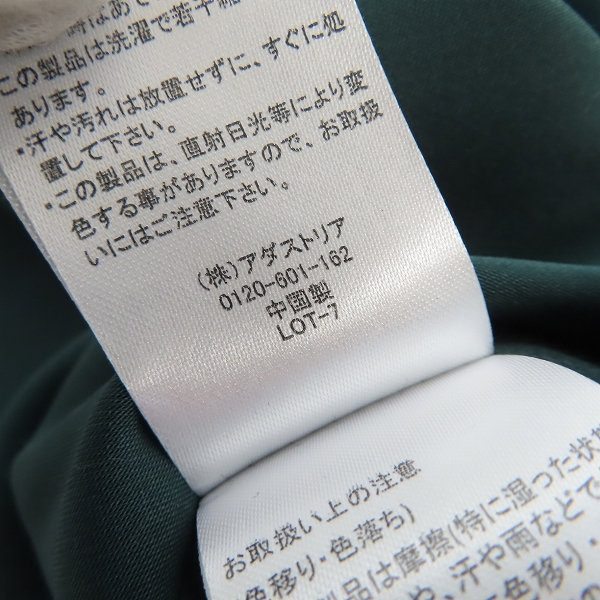 時はあて
この製品は洗濯で若干縮
あります。
・汗や汚れは放置せずに、すぐに処
置して下さい。
・この製品は、直射日光等により変
色する事がありますので、お取扱
いにはご注意下さい。
(株)アダストリア
0120-601-162
中国製
LOT-7
お取扱い上の注意
色移り・色落ち)
製品は摩擦(特に湿った状態
、汗や雨などで
色移り・